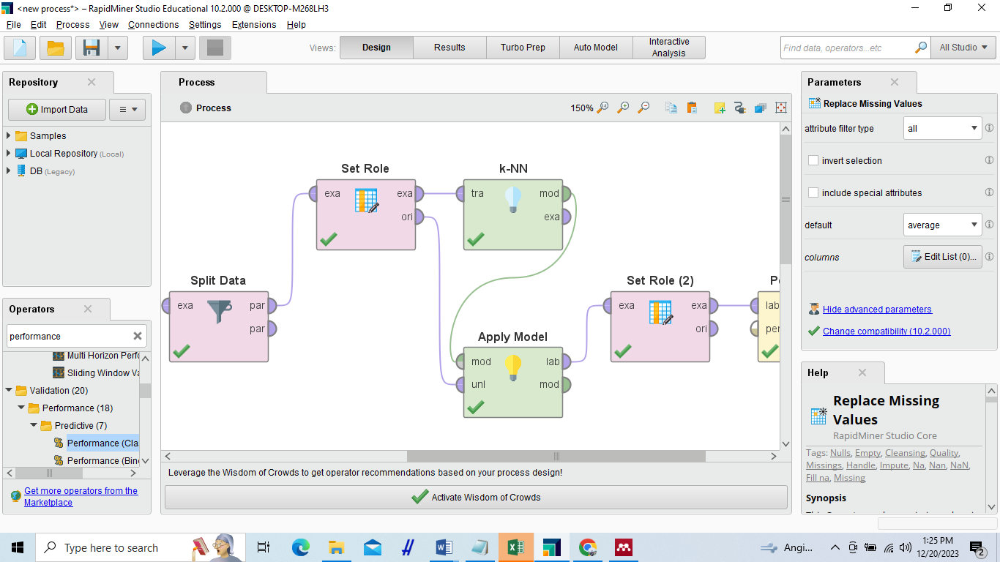 <new process*> – RapidMiner Studio Educational 10.2.000 @ DESKTOP-M268LH3
File Edit Process View Connections Settings Extensions Help
Views: Design Results Turbo Prep Auto Model Interactive Analysis
Find data, operators...etc All Studio
Repository
Import Data
Samples
Local Repository (Local)
DB (Legacy)
Operators
performance
Multi Horizon Perfo
Sliding Window Va
Validation (20)
Performance (18)
Predictive (7)
Performance (Cla
Performance (Bin
Get more operators from the
Marketplace
Process
Process
150%
Set Role
exa exa
ori
k-NN
tra mod
exa
Split Data
exa par
par
Apply Model
mod lab
unl mod
Set Role (2)
exa exa
ori
P
lab
per
Leverage the Wisdom of Crowds to get operator recommendations based on your process design!
Activate Wisdom of Crowds
Parameters
Replace Missing Values
attribute filter type all
invert selection
include special attributes
default average
columns Edit List (0)...
Hide advanced parameters
Change compatibility (10.2.000)
Help
Replace Missing
Values
RapidMiner Studio Core
Tags: Nulls, Empty, Cleansing, Quality,
Missings, Handle, Impute, Na, Nan, NaN,
Fill na, Missing
Synopsis
Type here to search
Angi...
1:25 PM
12/20/2023
2